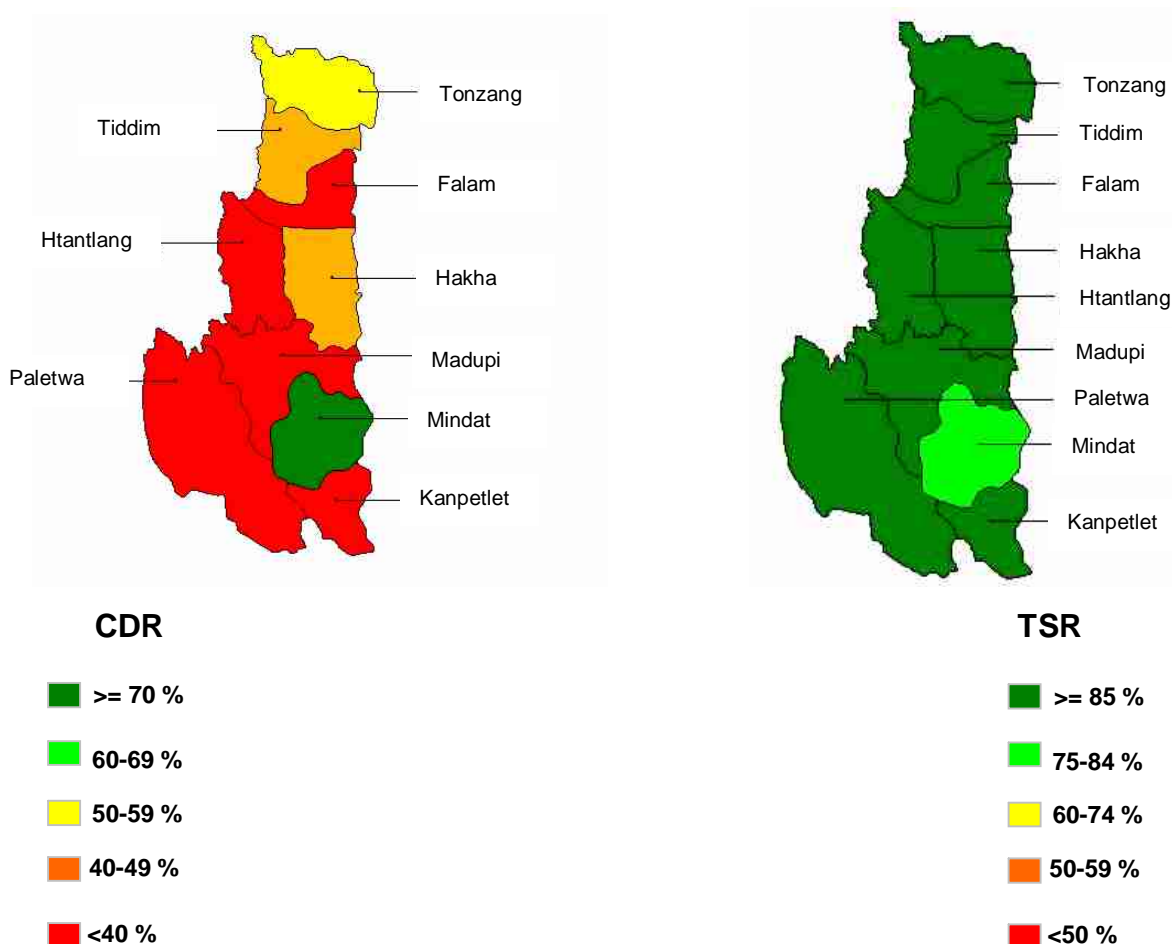 Tonzang
Tiddim
Falam
Htantlang
Hakha
Madupi
Paletwa
Mindat
Kanpetlet
CDR
>= 70 %
60-69 %
50-59 %
40-49 %
<40 %
Tonzang
Tiddim
Falam
Hakha
Htantlang
Madupi
Paletwa
Mindat
Kanpetlet
TSR
>= 85 %
75-84 %
60-74 %
50-59 %
<50 %